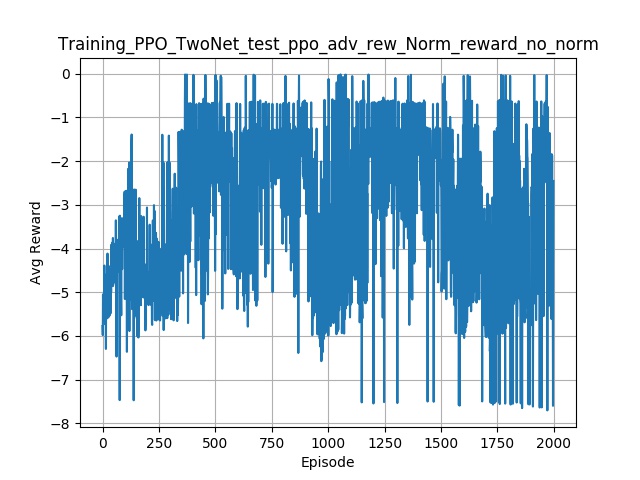 Training_PPO_TwoNet_test_ppo_adv_rew_Norm_reward_no_norm
0
−1
−2
−3
−4
−5
−6
−7
−8
Avg Reward
0 250 500 750 1000 1250 1500 1750 2000
Episode